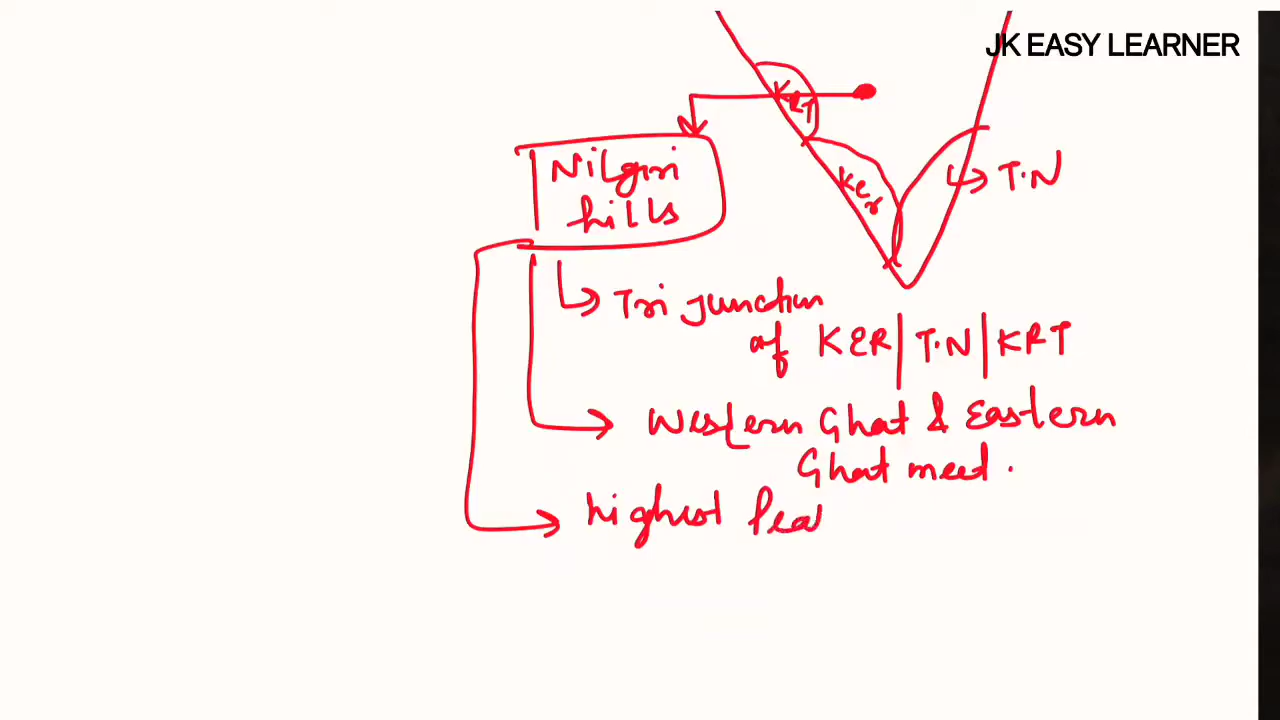 JK EASY LEARNER
KRT
Ker
T.N
Nilgiri
hills
Tri junction
of KER | T.N | KRT
Western Ghat & Eastern
Ghat meet .
highest Pea